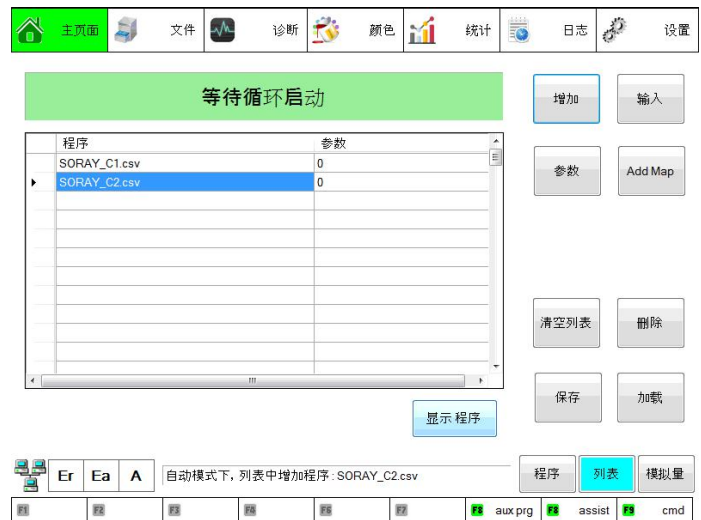 主页面 文件 诊断 颜色 统计 日志 设置
等待循环启动
增加 输入
程序 参数
SORAY_C1.csv 0
SORAY_C2.csv 0
参数 Add Map
清空列表 删除
保存 加载
显示程序
Er Ea A 自动模式下,列表中增加程序:SORAY_C2.csv 程序 列表 模拟量
F1 F2 F3 F4 F5 F7 F8 aux prg F8 assist F9 cmd